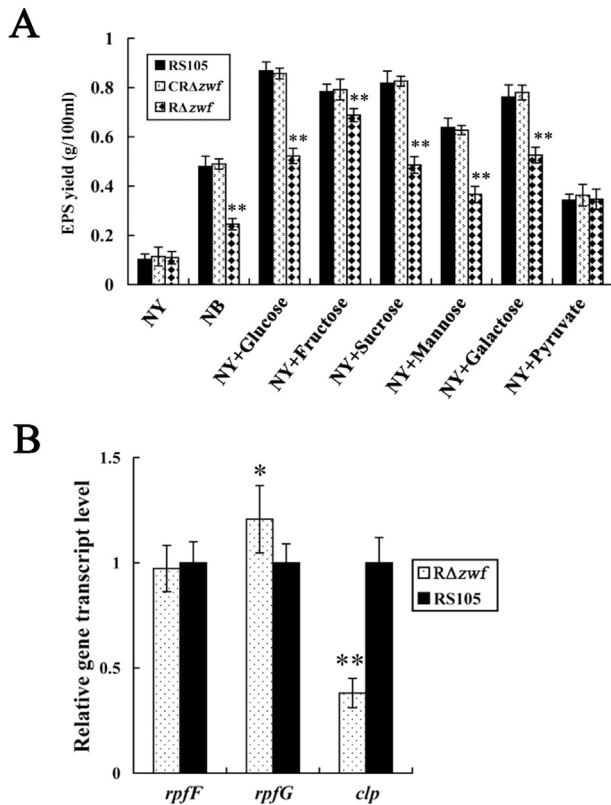 A
EPS yield (g/100ml)
1
0.8
0.6
0.4
0.2
0
RS105
CRΔzwf
RΔzwf
**
**
**
**
**
**
NY
NB
NY+Glucose
NY+Fructose
NY+Sucrose
NY+Mannose
NY+Galactose
NY+Pyruvate
B
Relative gene transcript level
1.5
1
0.5
0
*
**
RΔzwf
RS105
rpfF
rpfG
clp